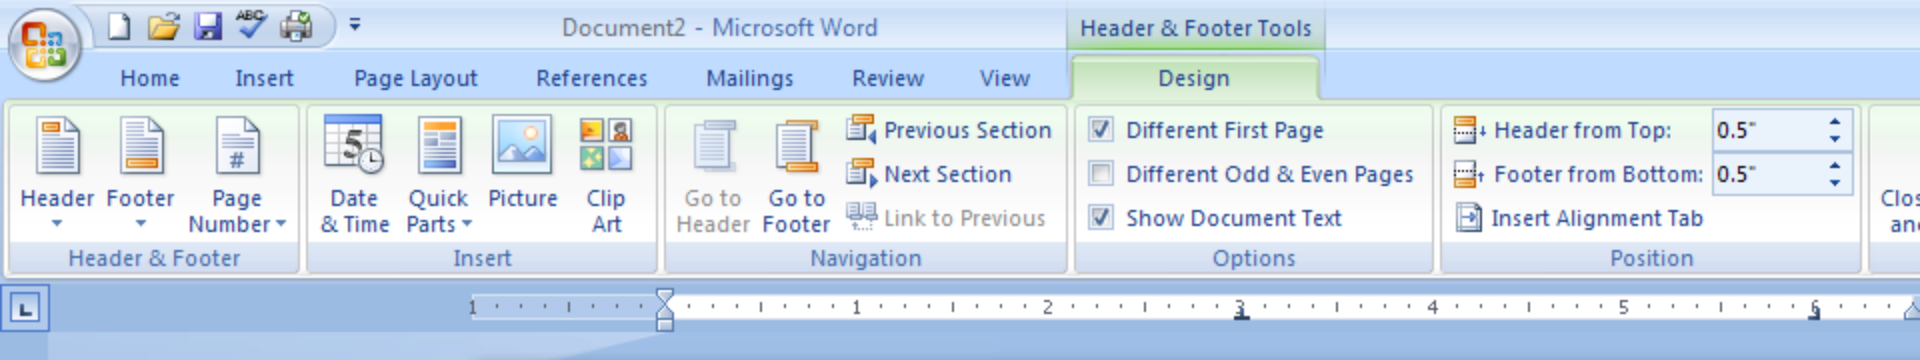 Document2 - Microsoft Word
Header & Footer Tools
Home Insert Page Layout References Mailings Review View Design
Header
Footer
Page
Number
Header & Footer
Date
& Time
Quick
Parts
Picture
Clip
Art
Insert
Go to
Header
Go to
Footer
Previous Section
Next Section
Link to Previous
Navigation
Different First Page
Different Odd & Even Pages
Show Document Text
Options
Header from Top: 0.5"
Footer from Bottom: 0.5"
Insert Alignment Tab
Position
1 1 2 3 4 5 6